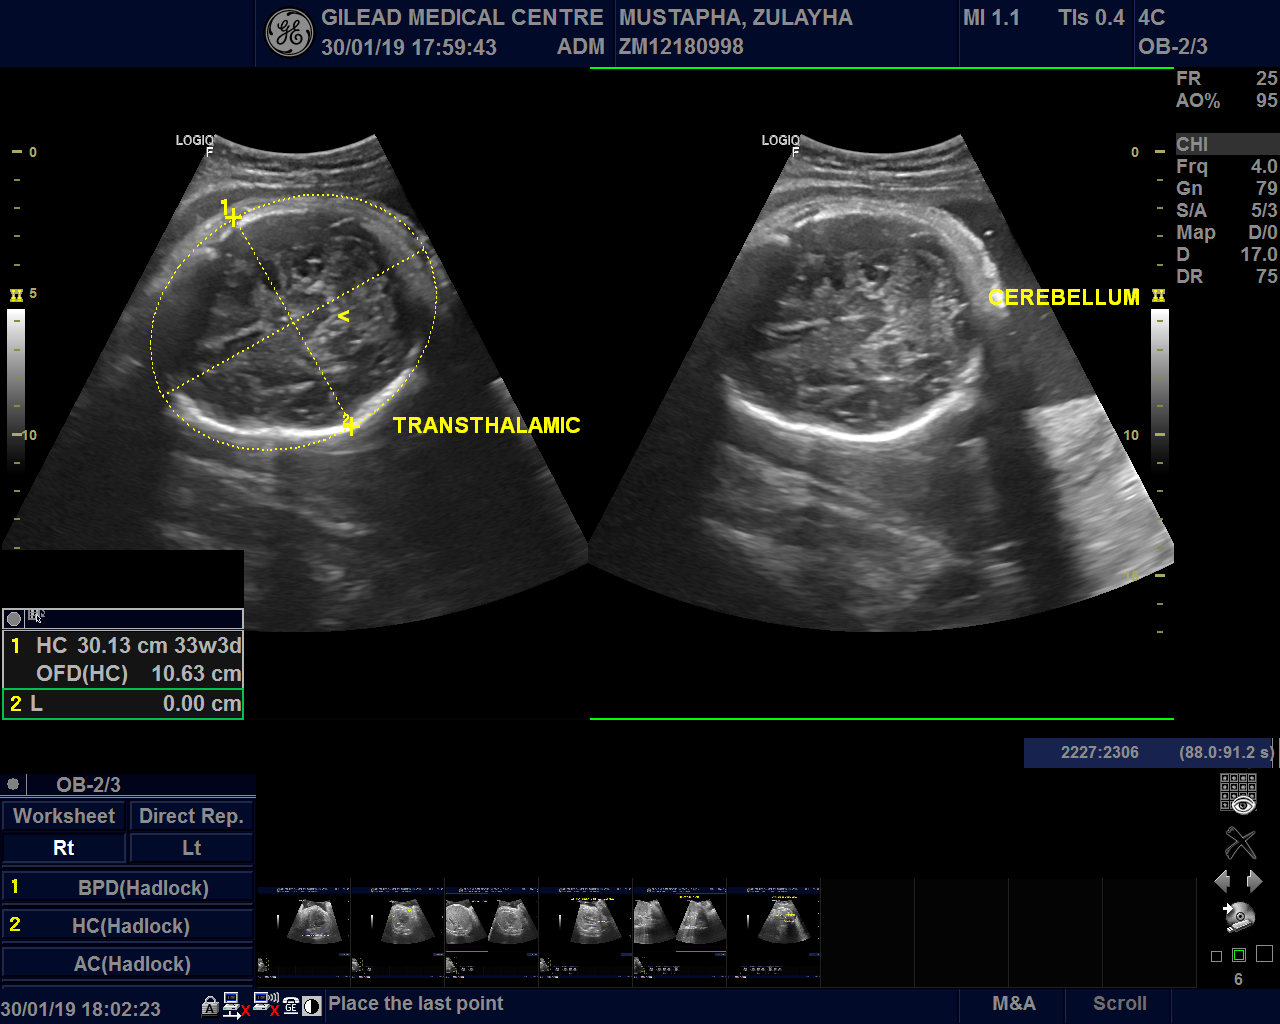 GILEAD MEDICAL CENTRE
30/01/19 17:59:43 ADM
MUSTAPHA, ZULAYHA
ZM12180998
MI 1.1 TIs 0.4
4C
OB-2/3
FR 25
AO% 95
CHI
Frq 4.0
Gn 79
S/A 5/3
Map D/0
D 17.0
DR 75
LOGIQ
F
0
5
10
1
<
TRANSTHALAMIC
LOGIQ
F
0
CEREBELLUM
10
1 HC 30.13 cm 33w3d
OFD(HC) 10.63 cm
2 L 0.00 cm
2227:2306 (88.0:91.2 s)
OB-2/3
Worksheet Direct Rep.
Rt Lt
1 BPD(Hadlock)
2 HC(Hadlock)
AC(Hadlock)
6
30/01/19 18:02:23
Place the last point
M&A Scroll